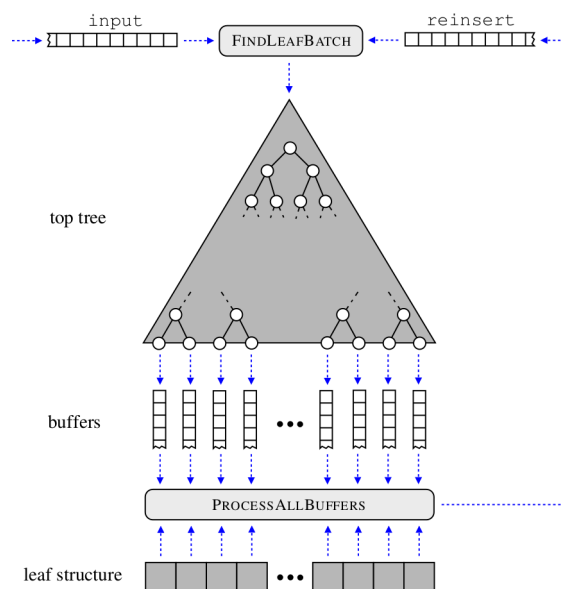 input
FINDLEAFBATCH
reinsert
top tree
buffers
PROCESSALLBUFFERS
leaf structure